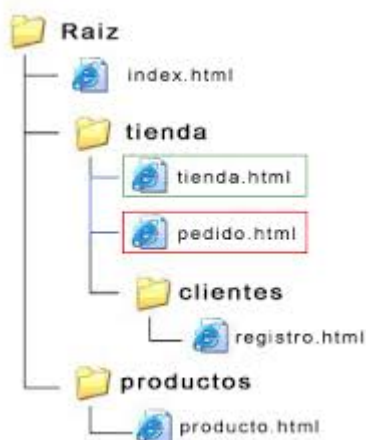 Raiz
index.html
tienda
tienda.html
pedido.html
clientes
registro.html
productos
producto.html